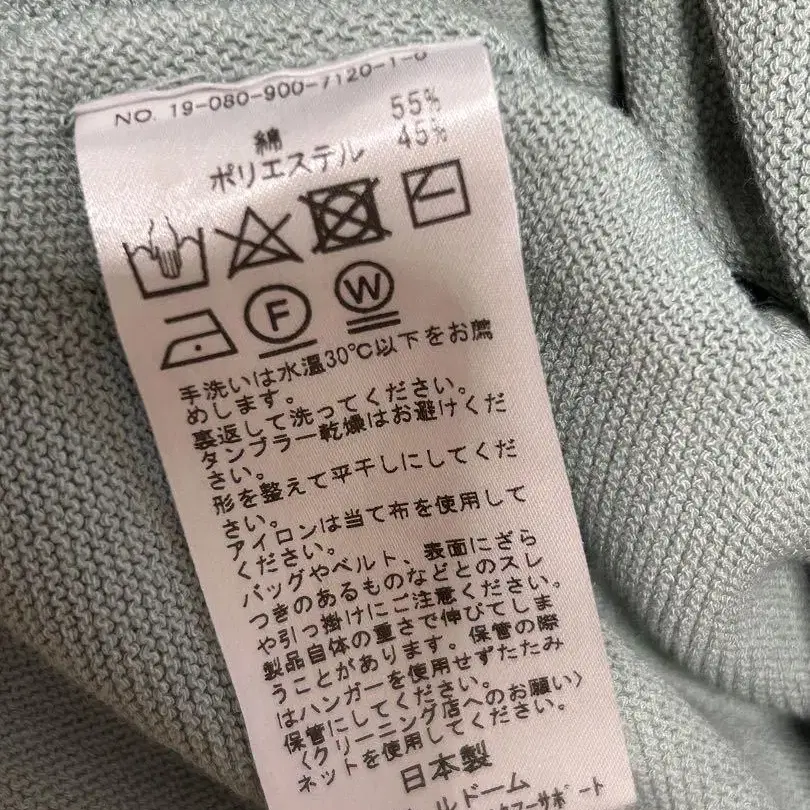 NO. 19-080-900-7120-1-0
綿 55%
ポリエステル 45%
F
W
手洗いは水温30℃以下をお薦
めします。
裏返して洗ってください。
タンブラー乾燥はお避けくだ
さい。
形を整えて平干しにしてくだ
さい。
アイロンは当て布を使用して
ください。
バッグやベルト、表面にざら
つきのあるものなどとのスレ
や引っ掛けにご注意ください。
製品自体の重さで伸びてしま
うことがあります。保管の際
はハンガーを使用せずたたみ
保管にしてください。
〈クリーニング店へのお願い〉
ネットを使用してください。
日本製
ールドーム